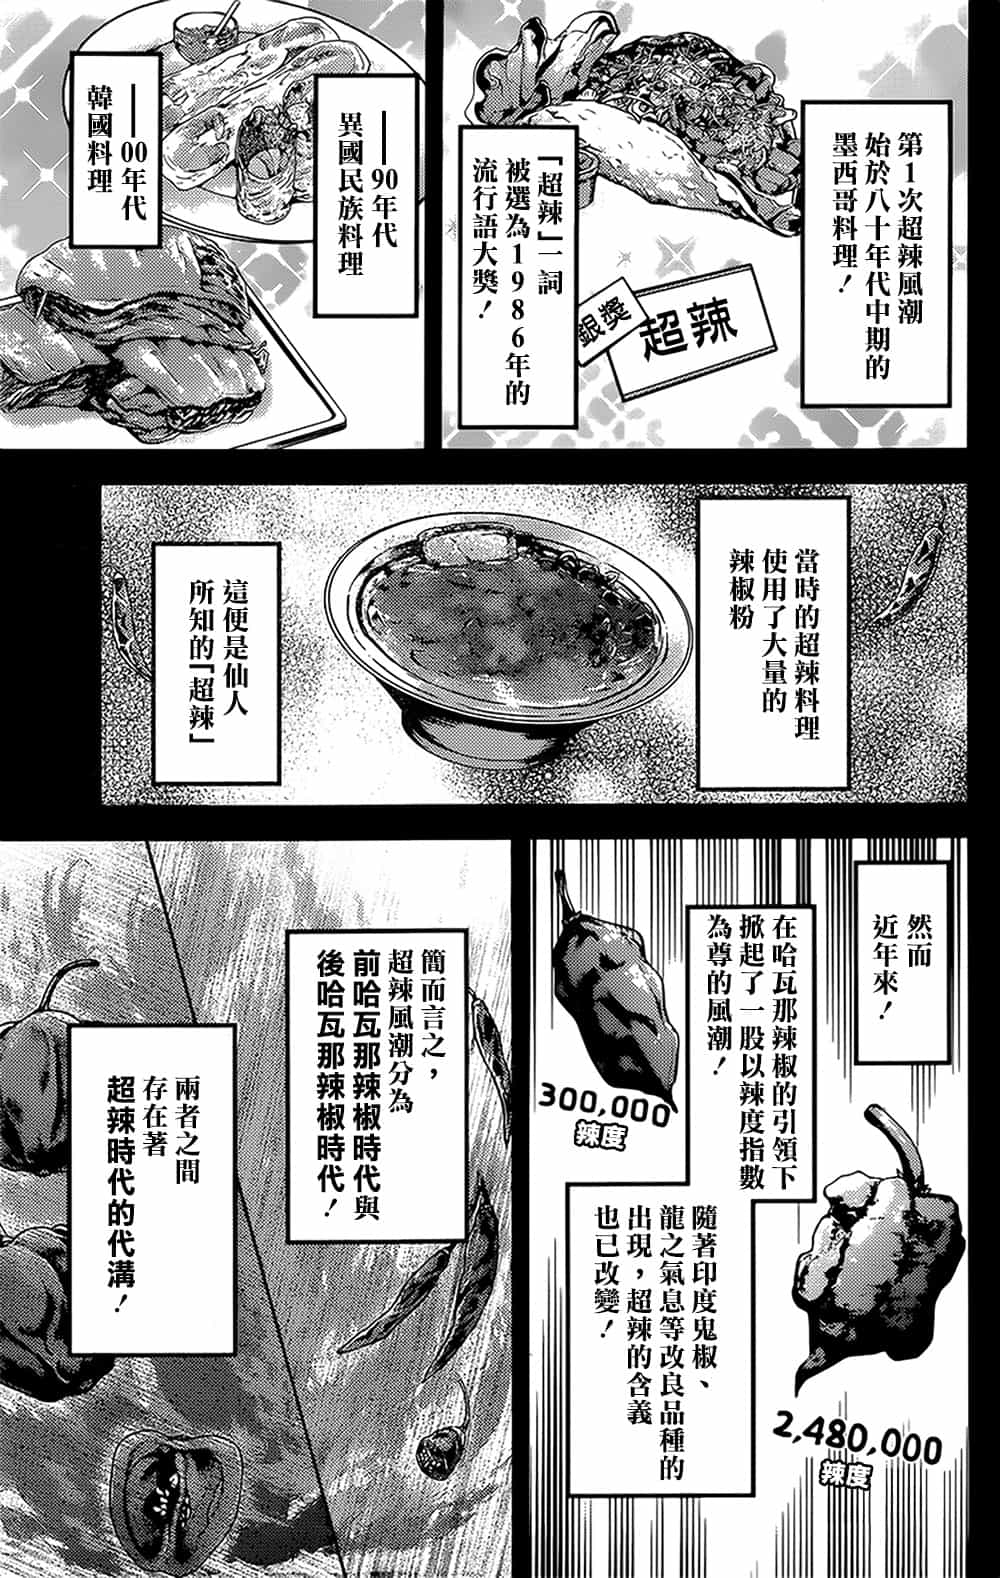 第1次超辣風潮
始於八十年代中期的
墨西哥料理！
「超辣」一詞
被選為1986年的
流行語大獎！
銀獎
超辣
——90年代
異國民族料理
——00年代
韓國料理
當時的超辣料理
使用了大量的
辣椒粉
這便是仙人
所知的「超辣」
然而
近年來！
在哈瓦那辣椒的引領下
掀起了一股以辣度指數
為尊的風潮！
300,000
辣度
隨著印度鬼椒、
龍之氣息等改良品種的
出現，超辣的含義
也已改變！
2,480,000
辣度
簡而言之，
超辣風潮分為
前哈瓦那辣椒時代與
後哈瓦那辣椒時代！
兩者之間
存在著
超辣時代的代溝！